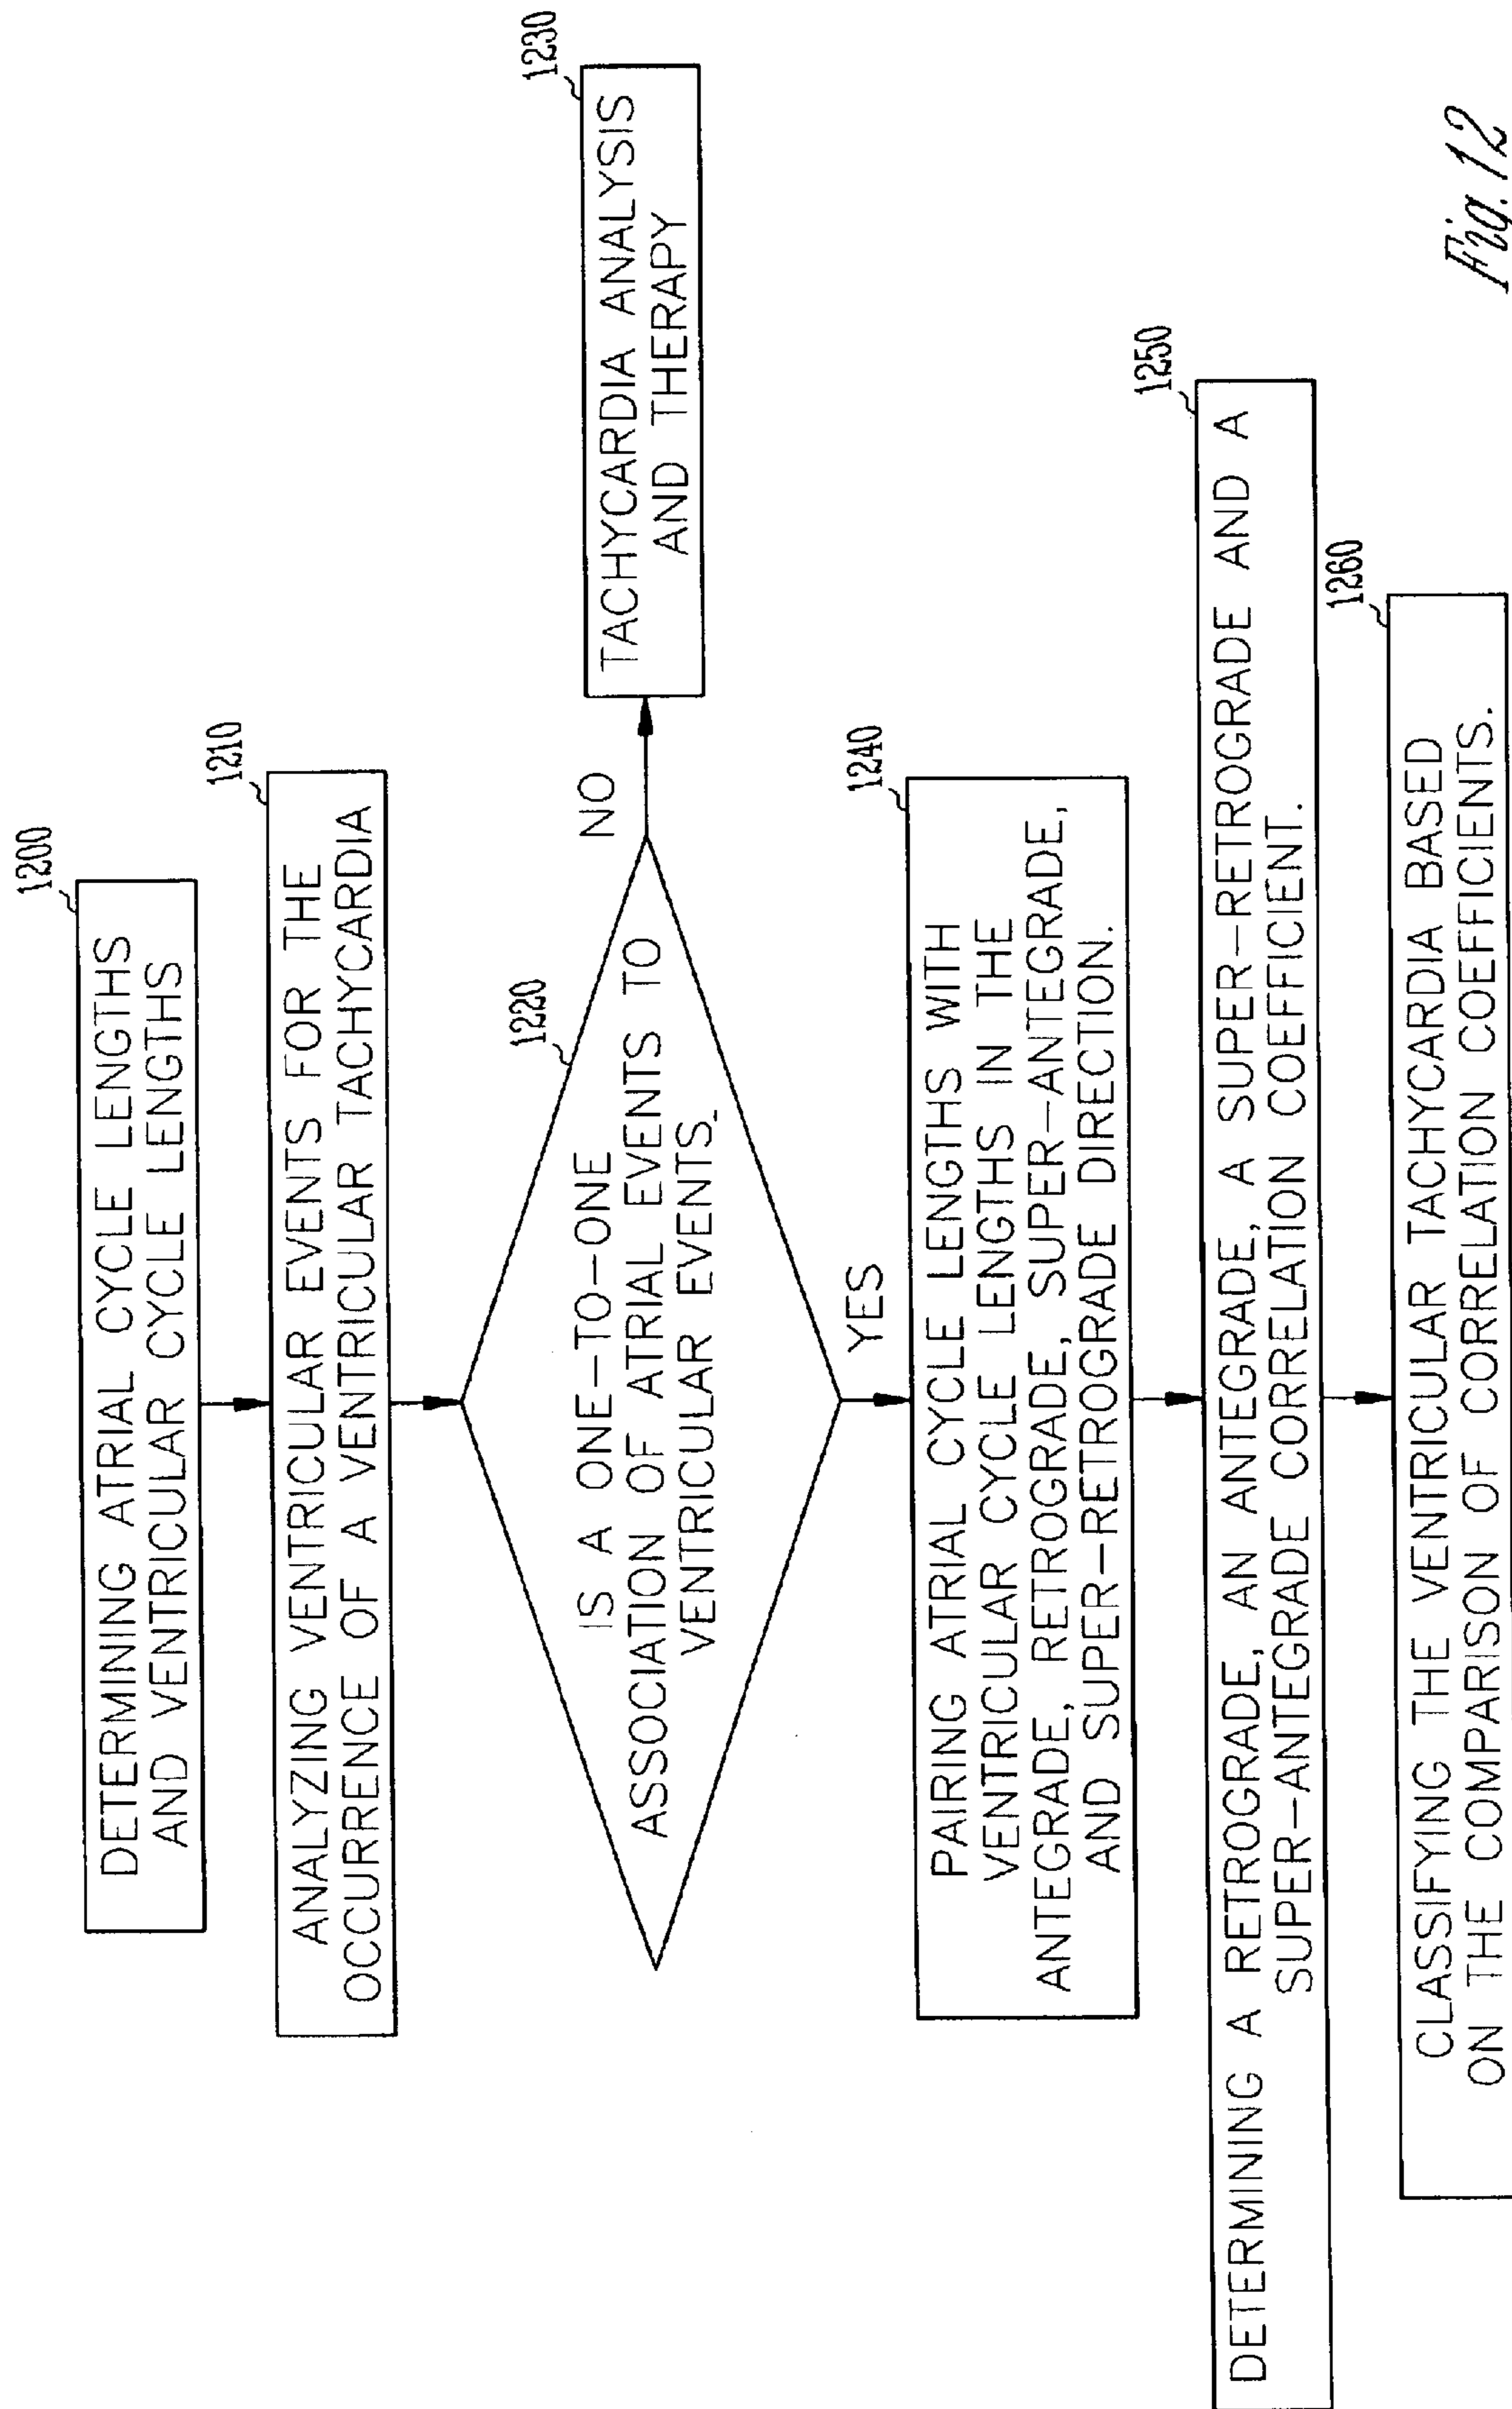 1200
DETERMINING ATRIAL CYCLE LENGTHS
AND VENTRICULAR CYCLE LENGTHS
1210
ANALYZING VENTRICULAR EVENTS FOR THE
OCCURRENCE OF A VENTRICULAR TACHYCARDIA
1220
IS A ONE-TO-ONE
ASSOCIATION OF ATRIAL EVENTS TO
VENTRICULAR EVENTS.
NO
1230
TACHYCARDIA ANALYSIS
AND THERAPY
YES
1240
PAIRING ATRIAL CYCLE LENGTHS WITH
VENTRICULAR CYCLE LENGTHS IN THE
ANTEGRADE, RETROGRADE, SUPER-ANTEGRADE,
AND SUPER-RETROGRADE DIRECTION.
1250
DETERMINING A RETROGRADE, AN ANTEGRADE, A SUPER-RETROGRADE AND A
SUPER-ANTEGRADE CORRELATION COEFFICIENT.
1260
CLASSIFYING THE VENTRICULAR TACHYCARDIA BASED
ON THE COMPARISON OF CORRELATION COEFFICIENTS.
Fig. 12